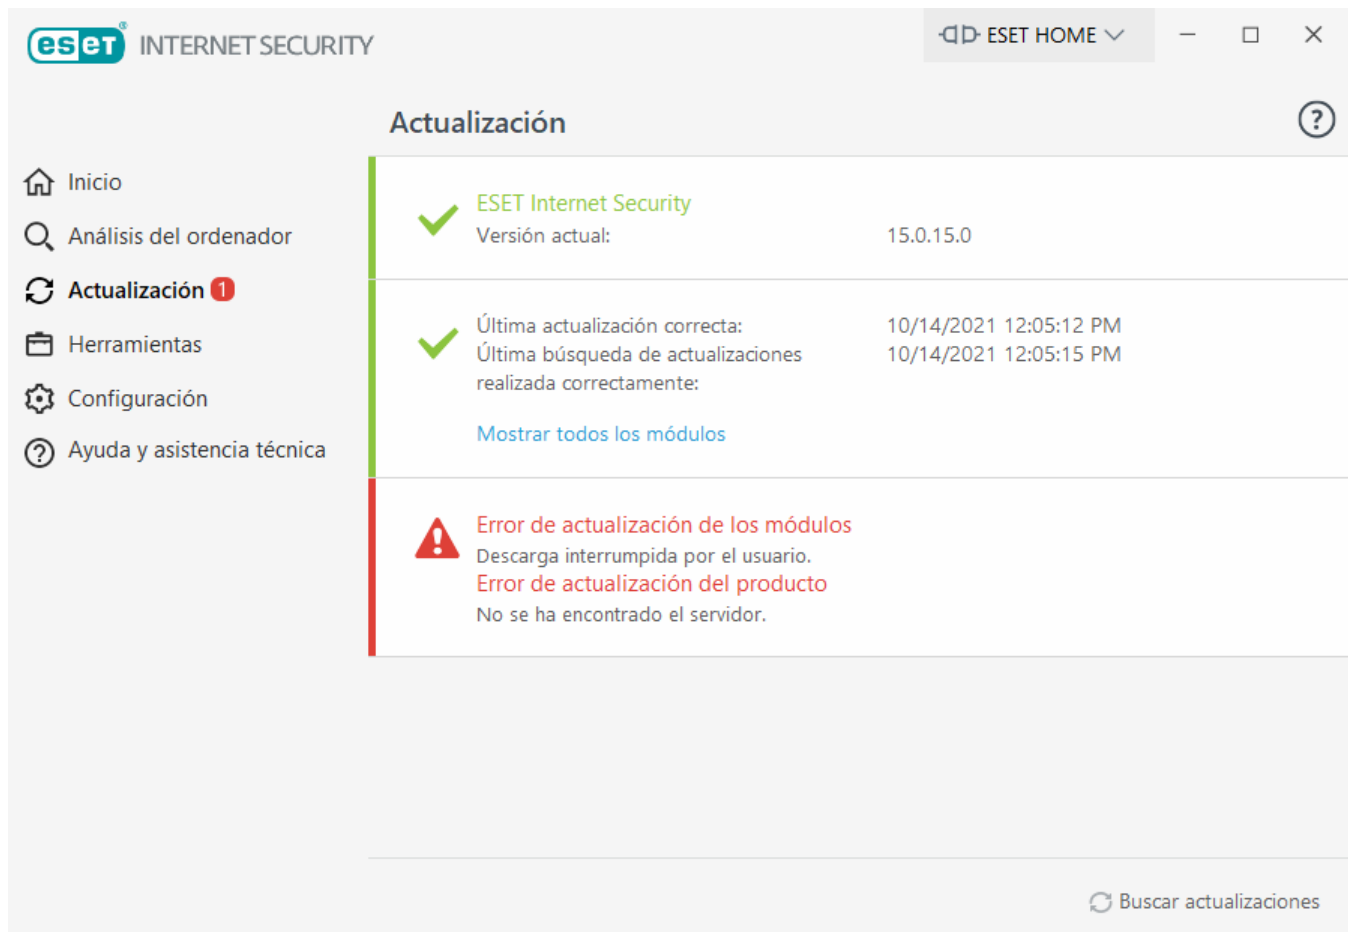 eset® INTERNET SECURITY
ESET HOME
Actualización
?
Inicio
Análisis del ordenador
Actualización 1
Herramientas
Configuración
Ayuda y asistencia técnica
ESET Internet Security
Versión actual: 15.0.15.0
Última actualización correcta: 10/14/2021 12:05:12 PM
Última búsqueda de actualizaciones 10/14/2021 12:05:15 PM
realizada correctamente:
Mostrar todos los módulos
Error de actualización de los módulos
Descarga interrumpida por el usuario.
Error de actualización del producto
No se ha encontrado el servidor.
Buscar actualizaciones